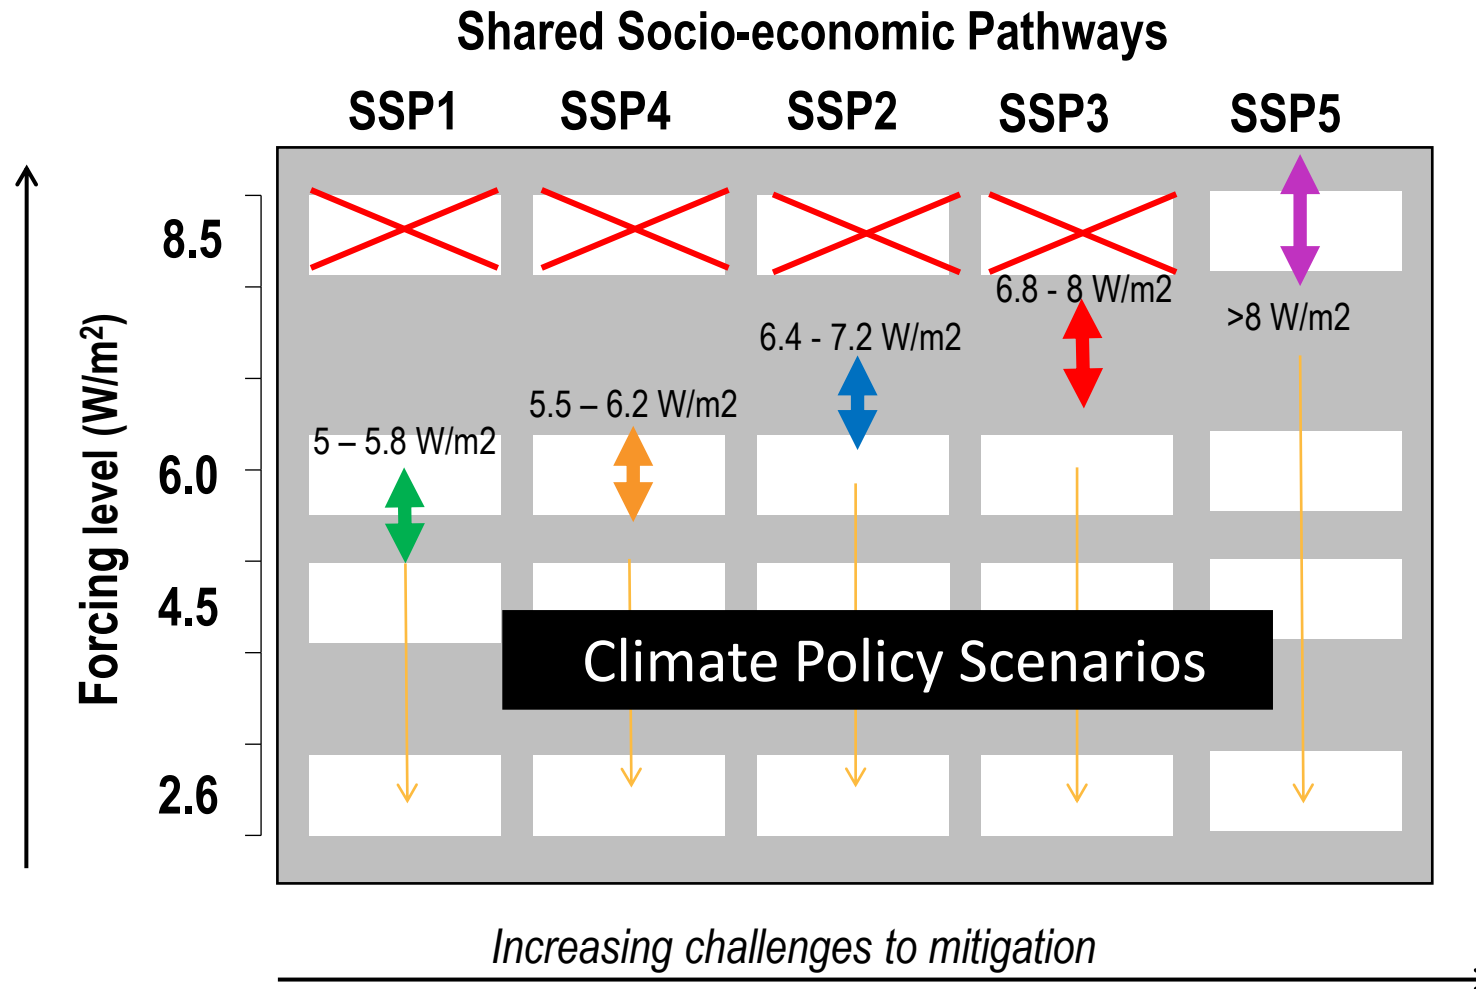 Shared Socio-economic Pathways
SSP1 SSP4 SSP2 SSP3 SSP5
8.5
6.8 - 8 W/m2
>8 W/m2
6.4 - 7.2 W/m2
5.5 – 6.2 W/m2
5 – 5.8 W/m2
6.0
Forcing level (W/m²)
4.5
Climate Policy Scenarios
2.6
Increasing challenges to mitigation